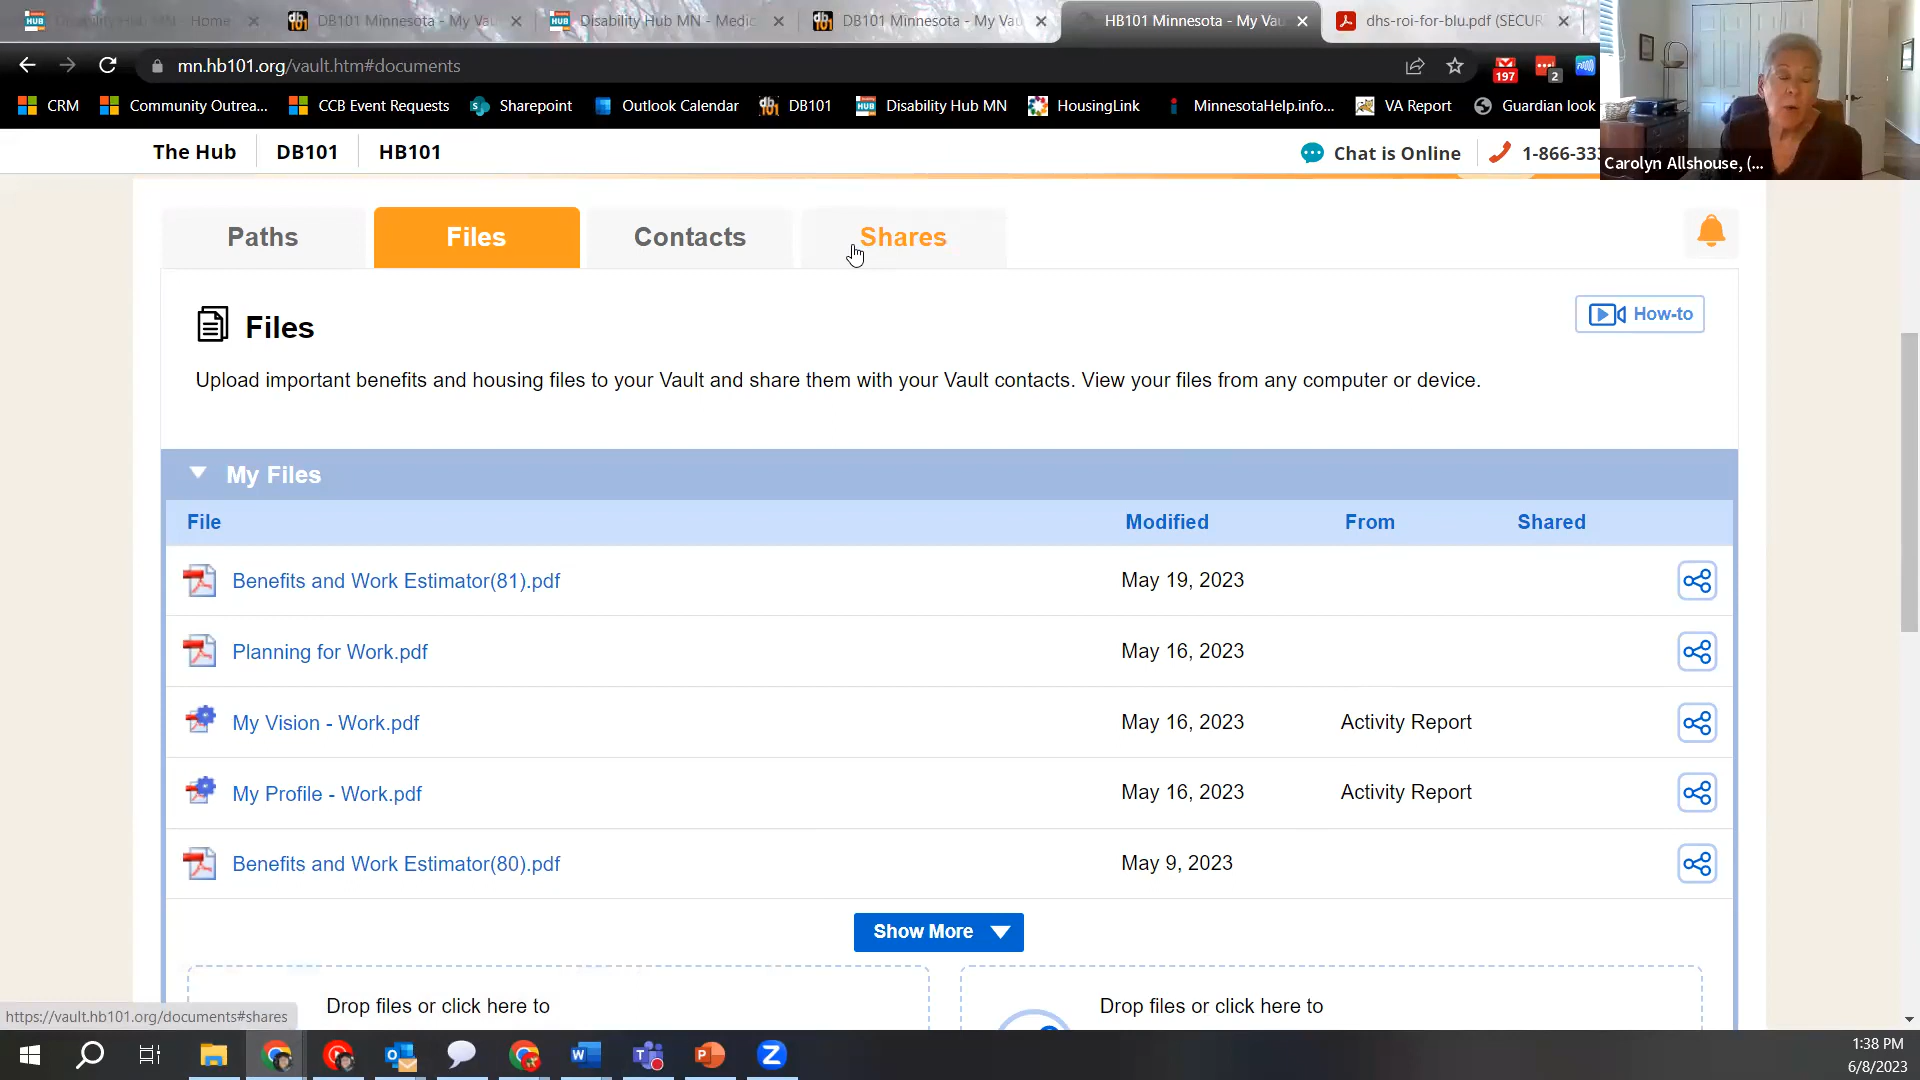 Disability Hub MN - Home
DB101 Minnesota - My Vau
Disability Hub MN - Medic
DB101 Minnesota - My Vau
HB101 Minnesota - My Vau
dhs-roi-for-blu.pdf (SECUR
mn.hb101.org/vault.htm#documents
197
2
CRM
Community Outrea...
CCB Event Requests
Sharepoint
Outlook Calendar
DB101
Disability Hub MN
HousingLink
MinnesotaHelp.info...
VA Report
Guardian look
The Hub
DB101
HB101
Chat is Online
1-866-333
Carolyn Allshouse, (...
Paths
Files
Contacts
Shares
Files
How-to
Upload important benefits and housing files to your Vault and share them with your Vault contacts. View your files from any computer or device.
My Files
File Modified From Shared
Benefits and Work Estimator(81).pdf May 19, 2023
Planning for Work.pdf May 16, 2023
My Vision - Work.pdf May 16, 2023 Activity Report
My Profile - Work.pdf May 16, 2023 Activity Report
Benefits and Work Estimator(80).pdf May 9, 2023
Show More
Drop files or click here to
Drop files or click here to
https://vault.hb101.org/documents#shares
1:38 PM
6/8/2023